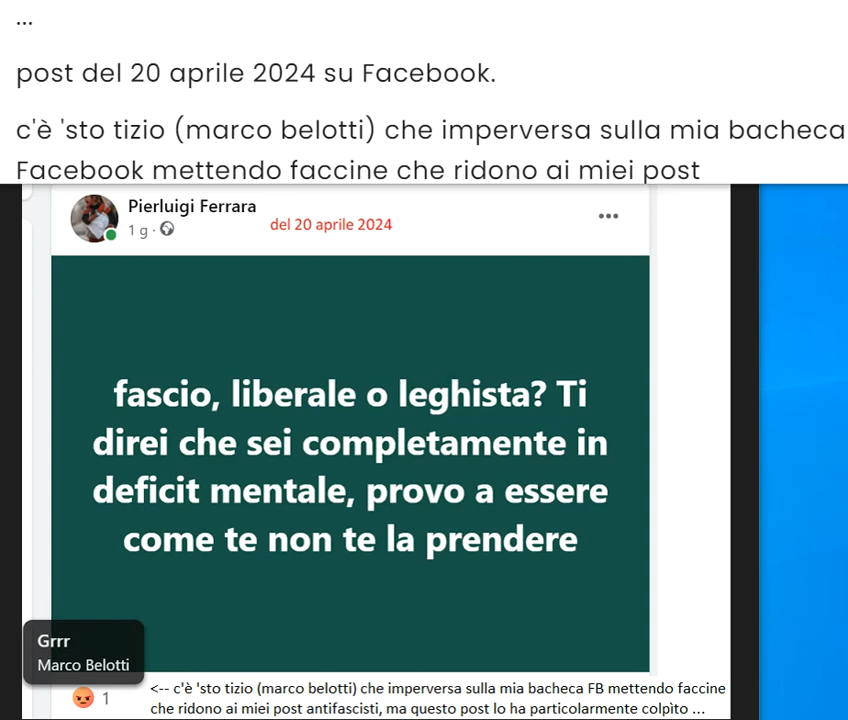 ...
post del 20 aprile 2024 su Facebook.
c'è 'sto tizio (marco belotti) che imperversa sulla mia bacheca
Facebook mettendo faccine che ridono ai miei post
Pierluigi Ferrara
1 g ·
del 20 aprile 2024
fascio, liberale o leghista? Ti
direi che sei completamente in
deficit mentale, provo a essere
come te non te la prendere
Grrr
Marco Belotti
1
<-- c'è 'sto tizio (marco belotti) che imperversa sulla mia bacheca FB mettendo faccine
che ridono ai miei post antifascisti, ma questo post lo ha particolarmente colpìto ...